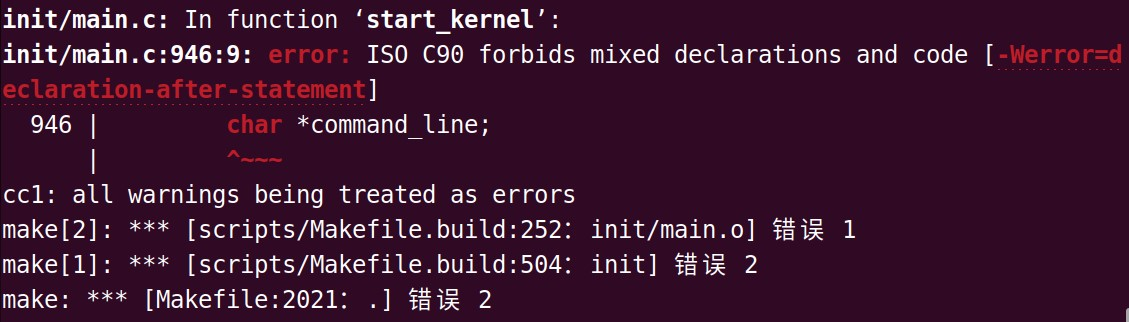 init/main.c: In function ‘start_kernel’:
init/main.c:946:9: error: ISO C90 forbids mixed declarations and code [-Werror=d
eclaration-after-statement]
  946 |         char *command_line;
      |         ^~~~
cc1: all warnings being treated as errors
make[2]: *** [scripts/Makefile.build:252：init/main.o] 错误 1
make[1]: *** [scripts/Makefile.build:504：init] 错误 2
make: *** [Makefile:2021：.] 错误 2